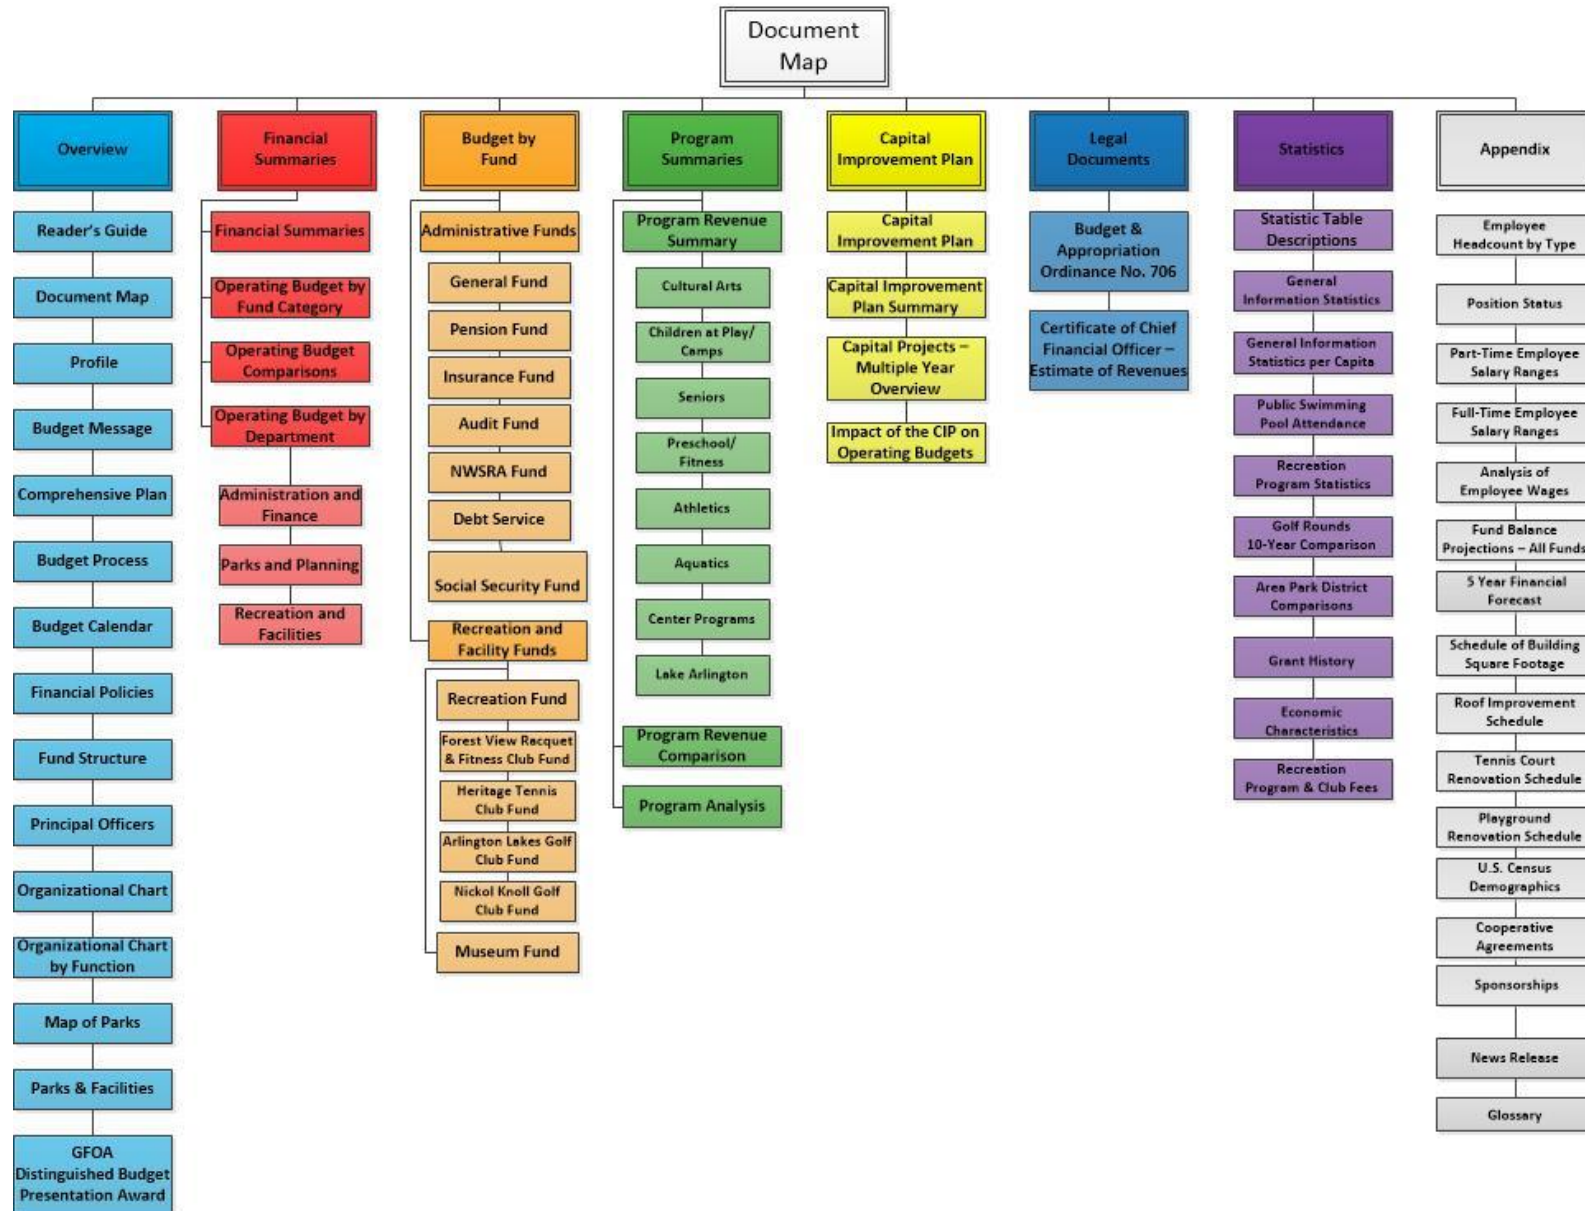 Document
Map
Overview
Reader's Guide
Document Map
Profile
Budget Message
Comprehensive Plan
Budget Process
Budget Calendar
Financial Policies
Fund Structure
Principal Officers
Organizational Chart
Organizational Chart
by Function
Map of Parks
Parks & Facilities
GFOA
Distinguished Budget
Presentation Award
Financial
Summaries
Financial Summaries
Operating Budget by
Fund Category
Operating Budget
Comparisons
Operating Budget by
Department
Administration and
Finance
Parks and Planning
Recreation and
Facilities
Budget by
Fund
Administrative Funds
General Fund
Pension Fund
Insurance Fund
Audit Fund
NWSRA Fund
Debt Service
Social Security Fund
Recreation and
Facility Funds
Recreation Fund
Forest View Racquet
& Fitness Club Fund
Heritage Tennis
Club Fund
Arlington Lakes Golf
Club Fund
Nickol Knoll Golf
Club Fund
Museum Fund
Program
Summaries
Program Revenue
Summary
Cultural Arts
Children at Play/
Camps
Seniors
Preschool/
Fitness
Athletics
Aquatics
Center Programs
Lake Arlington
Program Revenue
Comparison
Program Analysis
Capital
Improvement Plan
Capital
Improvement Plan
Capital Improvement
Plan Summary
Capital Projects –
Multiple Year
Overview
Impact of the CIP on
Operating Budgets
Legal
Documents
Budget &
Appropriation
Ordinance No. 706
Certificate of Chief
Financial Officer –
Estimate of Revenues
Statistics
Statistic Table
Descriptions
General
Information Statistics
General Information
Statistics per Capita
Public Swimming
Pool Attendance
Recreation
Program Statistics
Golf Rounds
10-Year Comparison
Area Park District
Comparisons
Grant History
Economic
Characteristics
Recreation
Program & Club Fees
Appendix
Employee
Headcount by Type
Position Status
Part-Time Employee
Salary Ranges
Full-Time Employee
Salary Ranges
Analysis of
Employee Wages
Fund Balance
Projections – All Funds
5 Year Financial
Forecast
Schedule of Building
Square Footage
Roof Improvement
Schedule
Tennis Court
Renovation Schedule
Playground
Renovation Schedule
U.S. Census
Demographics
Cooperative
Agreements
Sponsorships
News Release
Glossary